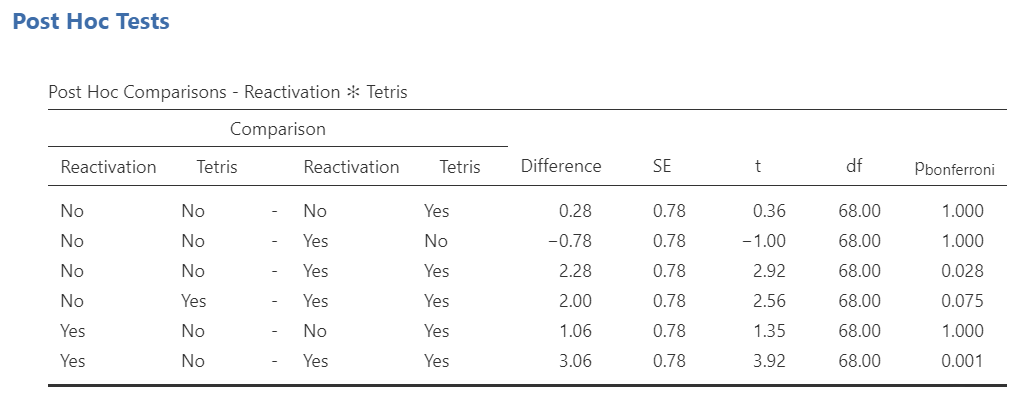 Post Hoc Tests
Post Hoc Comparisons - Reactivation ✻ Tetris
Comparison
Reactivation Tetris Reactivation Tetris Difference SE t df pbonferroni
No No - No Yes 0.28 0.78 0.36 68.00 1.000
No No - Yes No −0.78 0.78 −1.00 68.00 1.000
No No - Yes Yes 2.28 0.78 2.92 68.00 0.028
No Yes - Yes Yes 2.00 0.78 2.56 68.00 0.075
Yes No - No Yes 1.06 0.78 1.35 68.00 1.000
Yes No - Yes Yes 3.06 0.78 3.92 68.00 0.001